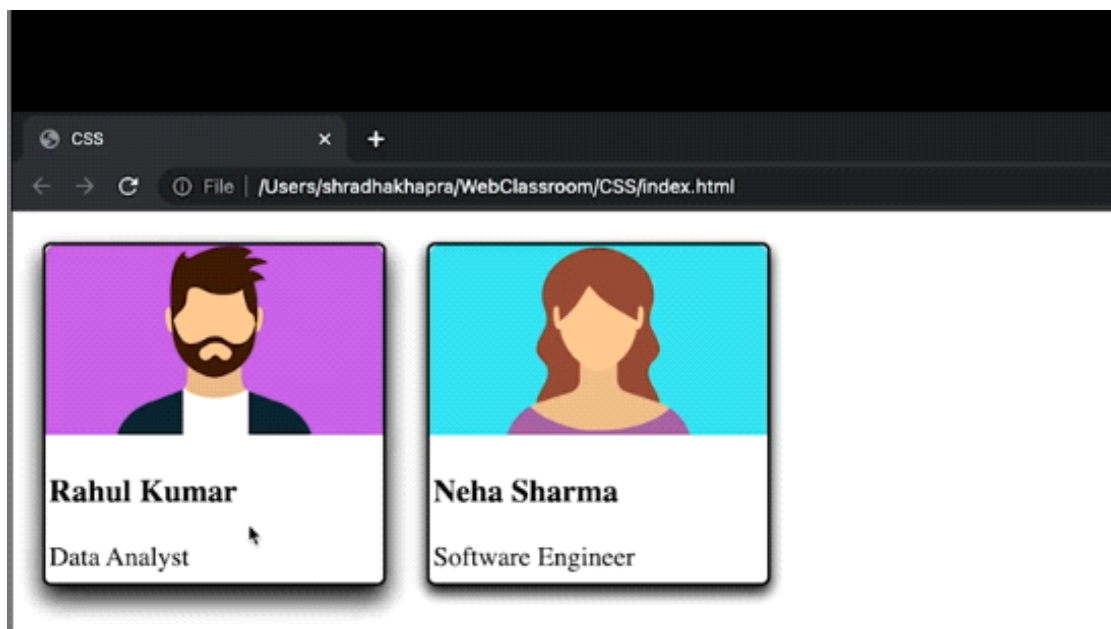 CSS
File /Users/shradhakhapra/WebClassroom/CSS/index.html
Rahul Kumar
Data Analyst
Neha Sharma
Software Engineer